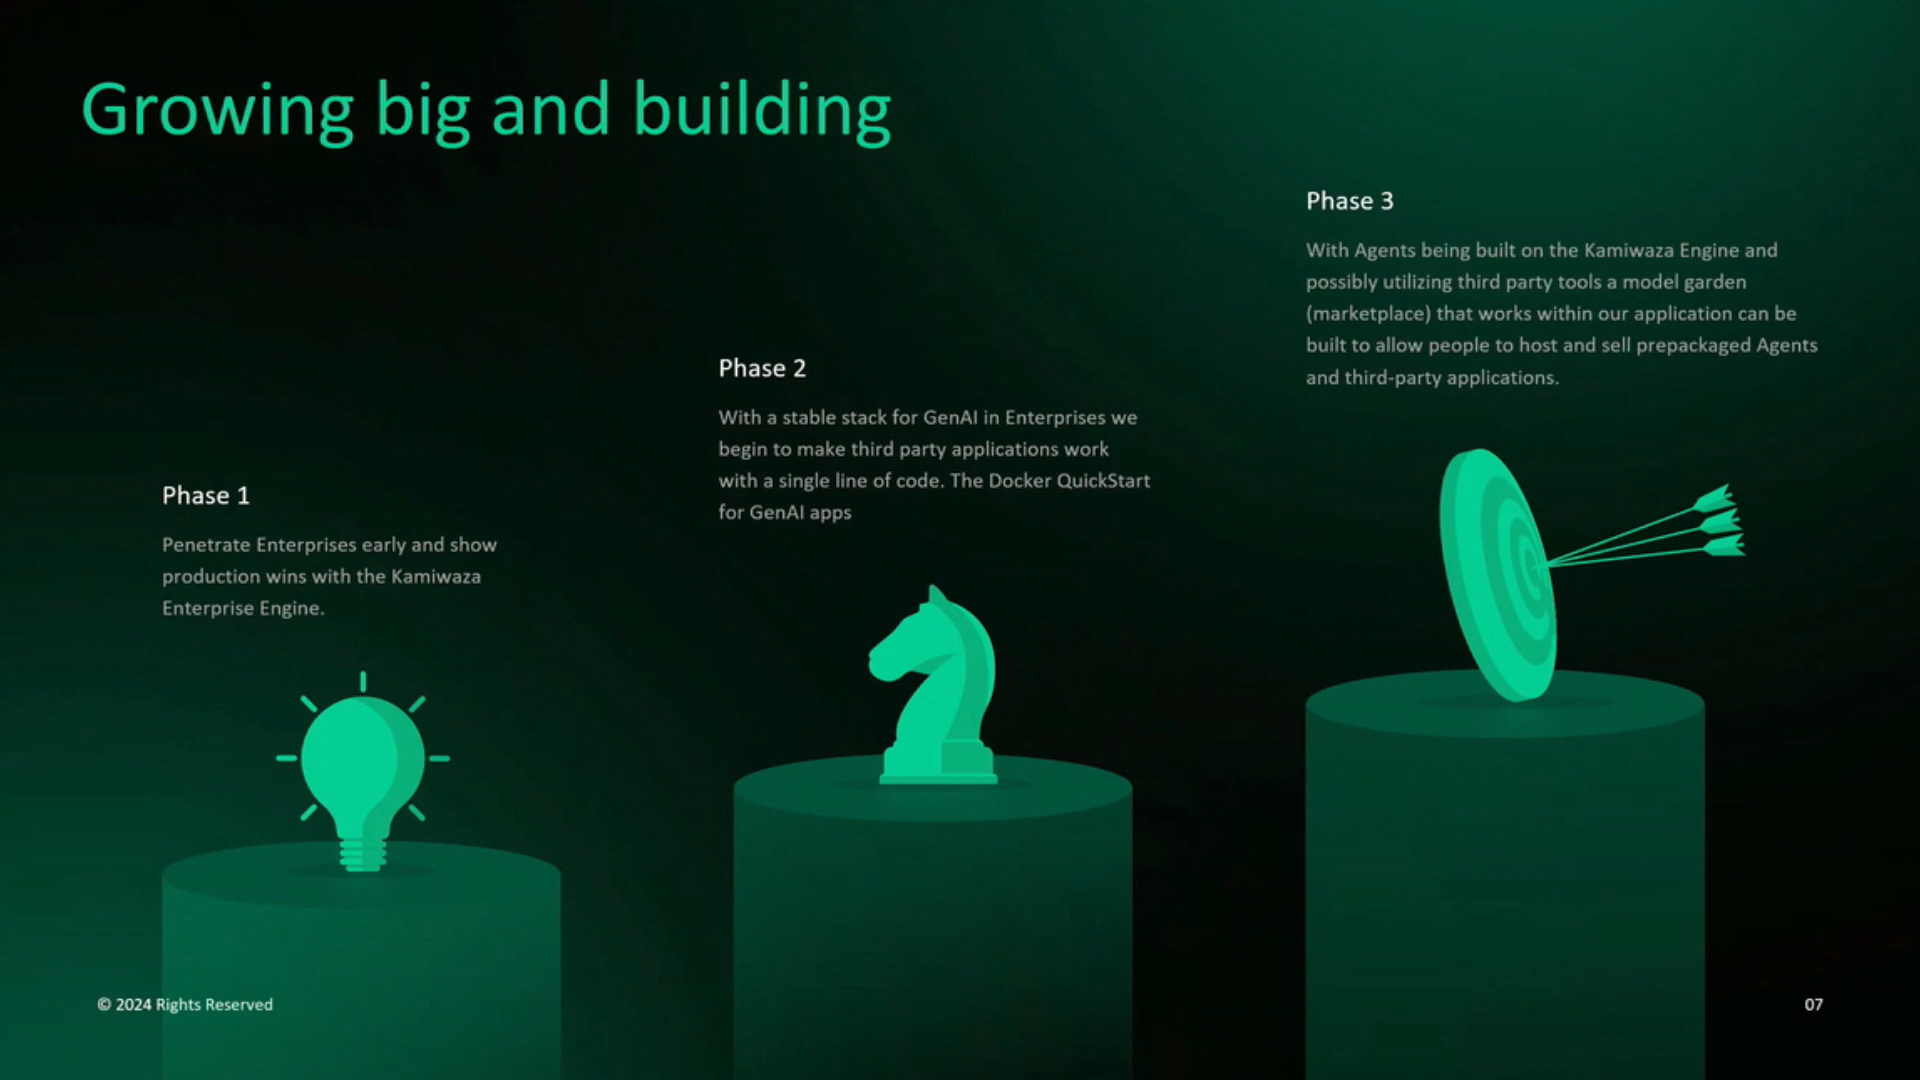 Growing big and building
Phase 1
Penetrate Enterprises early and show
production wins with the Kamiwaza
Enterprise Engine.
Phase 2
With a stable stack for GenAI in Enterprises we
begin to make third party applications work
with a single line of code. The Docker QuickStart
for GenAI apps
Phase 3
With Agents being built on the Kamiwaza Engine and
possibly utilizing third party tools a model garden
(marketplace) that works within our application can be
built to allow people to host and sell prepackaged Agents
and third-party applications.
© 2024 Rights Reserved
07